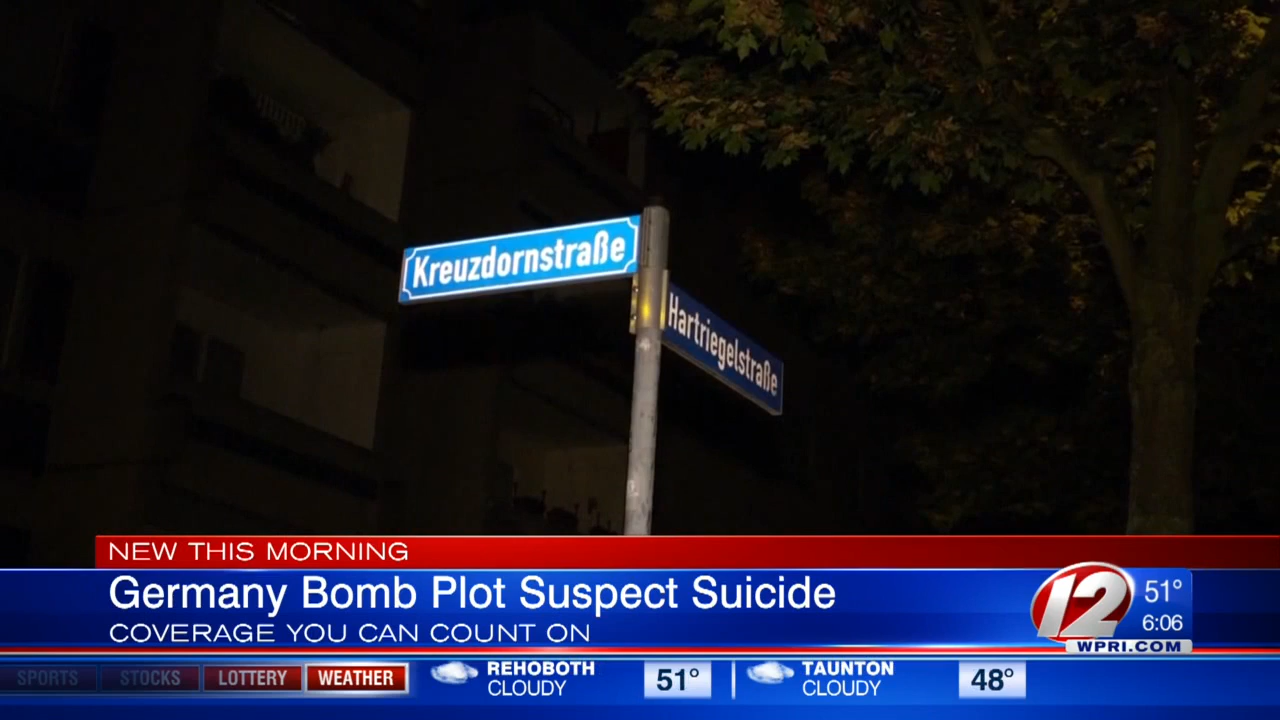 Kreuzdornstraße
Hartriegelstraße
NEW THIS MORNING
Germany Bomb Plot Suspect Suicide
COVERAGE YOU CAN COUNT ON
12
51°
6:06
WPRI.COM
SPORTS
STOCKS
LOTTERY
WEATHER
REHOBOTH
CLOUDY
51°
TAUNTON
CLOUDY
48°